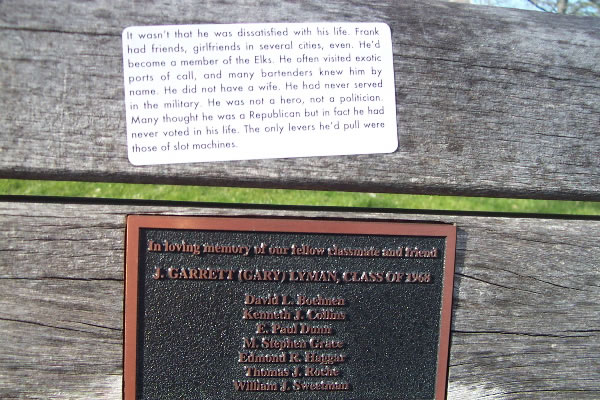 It wasn't that he was dissatisfied with his life. Frank
had friends, girlfriends in several cities, even. He'd
become a member of the Elks. He often visited exotic
ports of call, and many bartenders knew him by
name. He did not have a wife. He had never served
in the military. He was not a hero, not a politician.
Many thought he was a Republican but in fact he had
never voted in his life. The only levers he'd pull were
those of slot machines.
In loving memory of our fellow classmate and friend
J. GARRETT (GARY) LYMAN, CLASS OF 1968
David L. Boehnen
Kenneth J. Collins
E. Paul Dunn
M. Stephen Grace
Edmond R. Haggar
Thomas J. Roche
William J. Sweetman